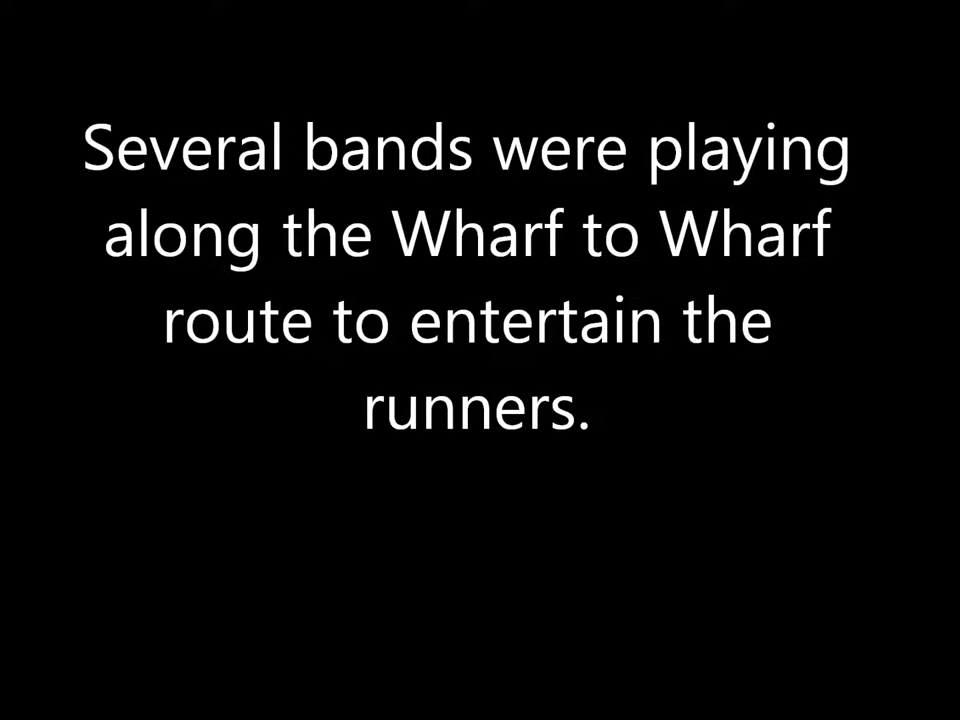 Several bands were playing
along the Wharf to Wharf
route to entertain the
runners.